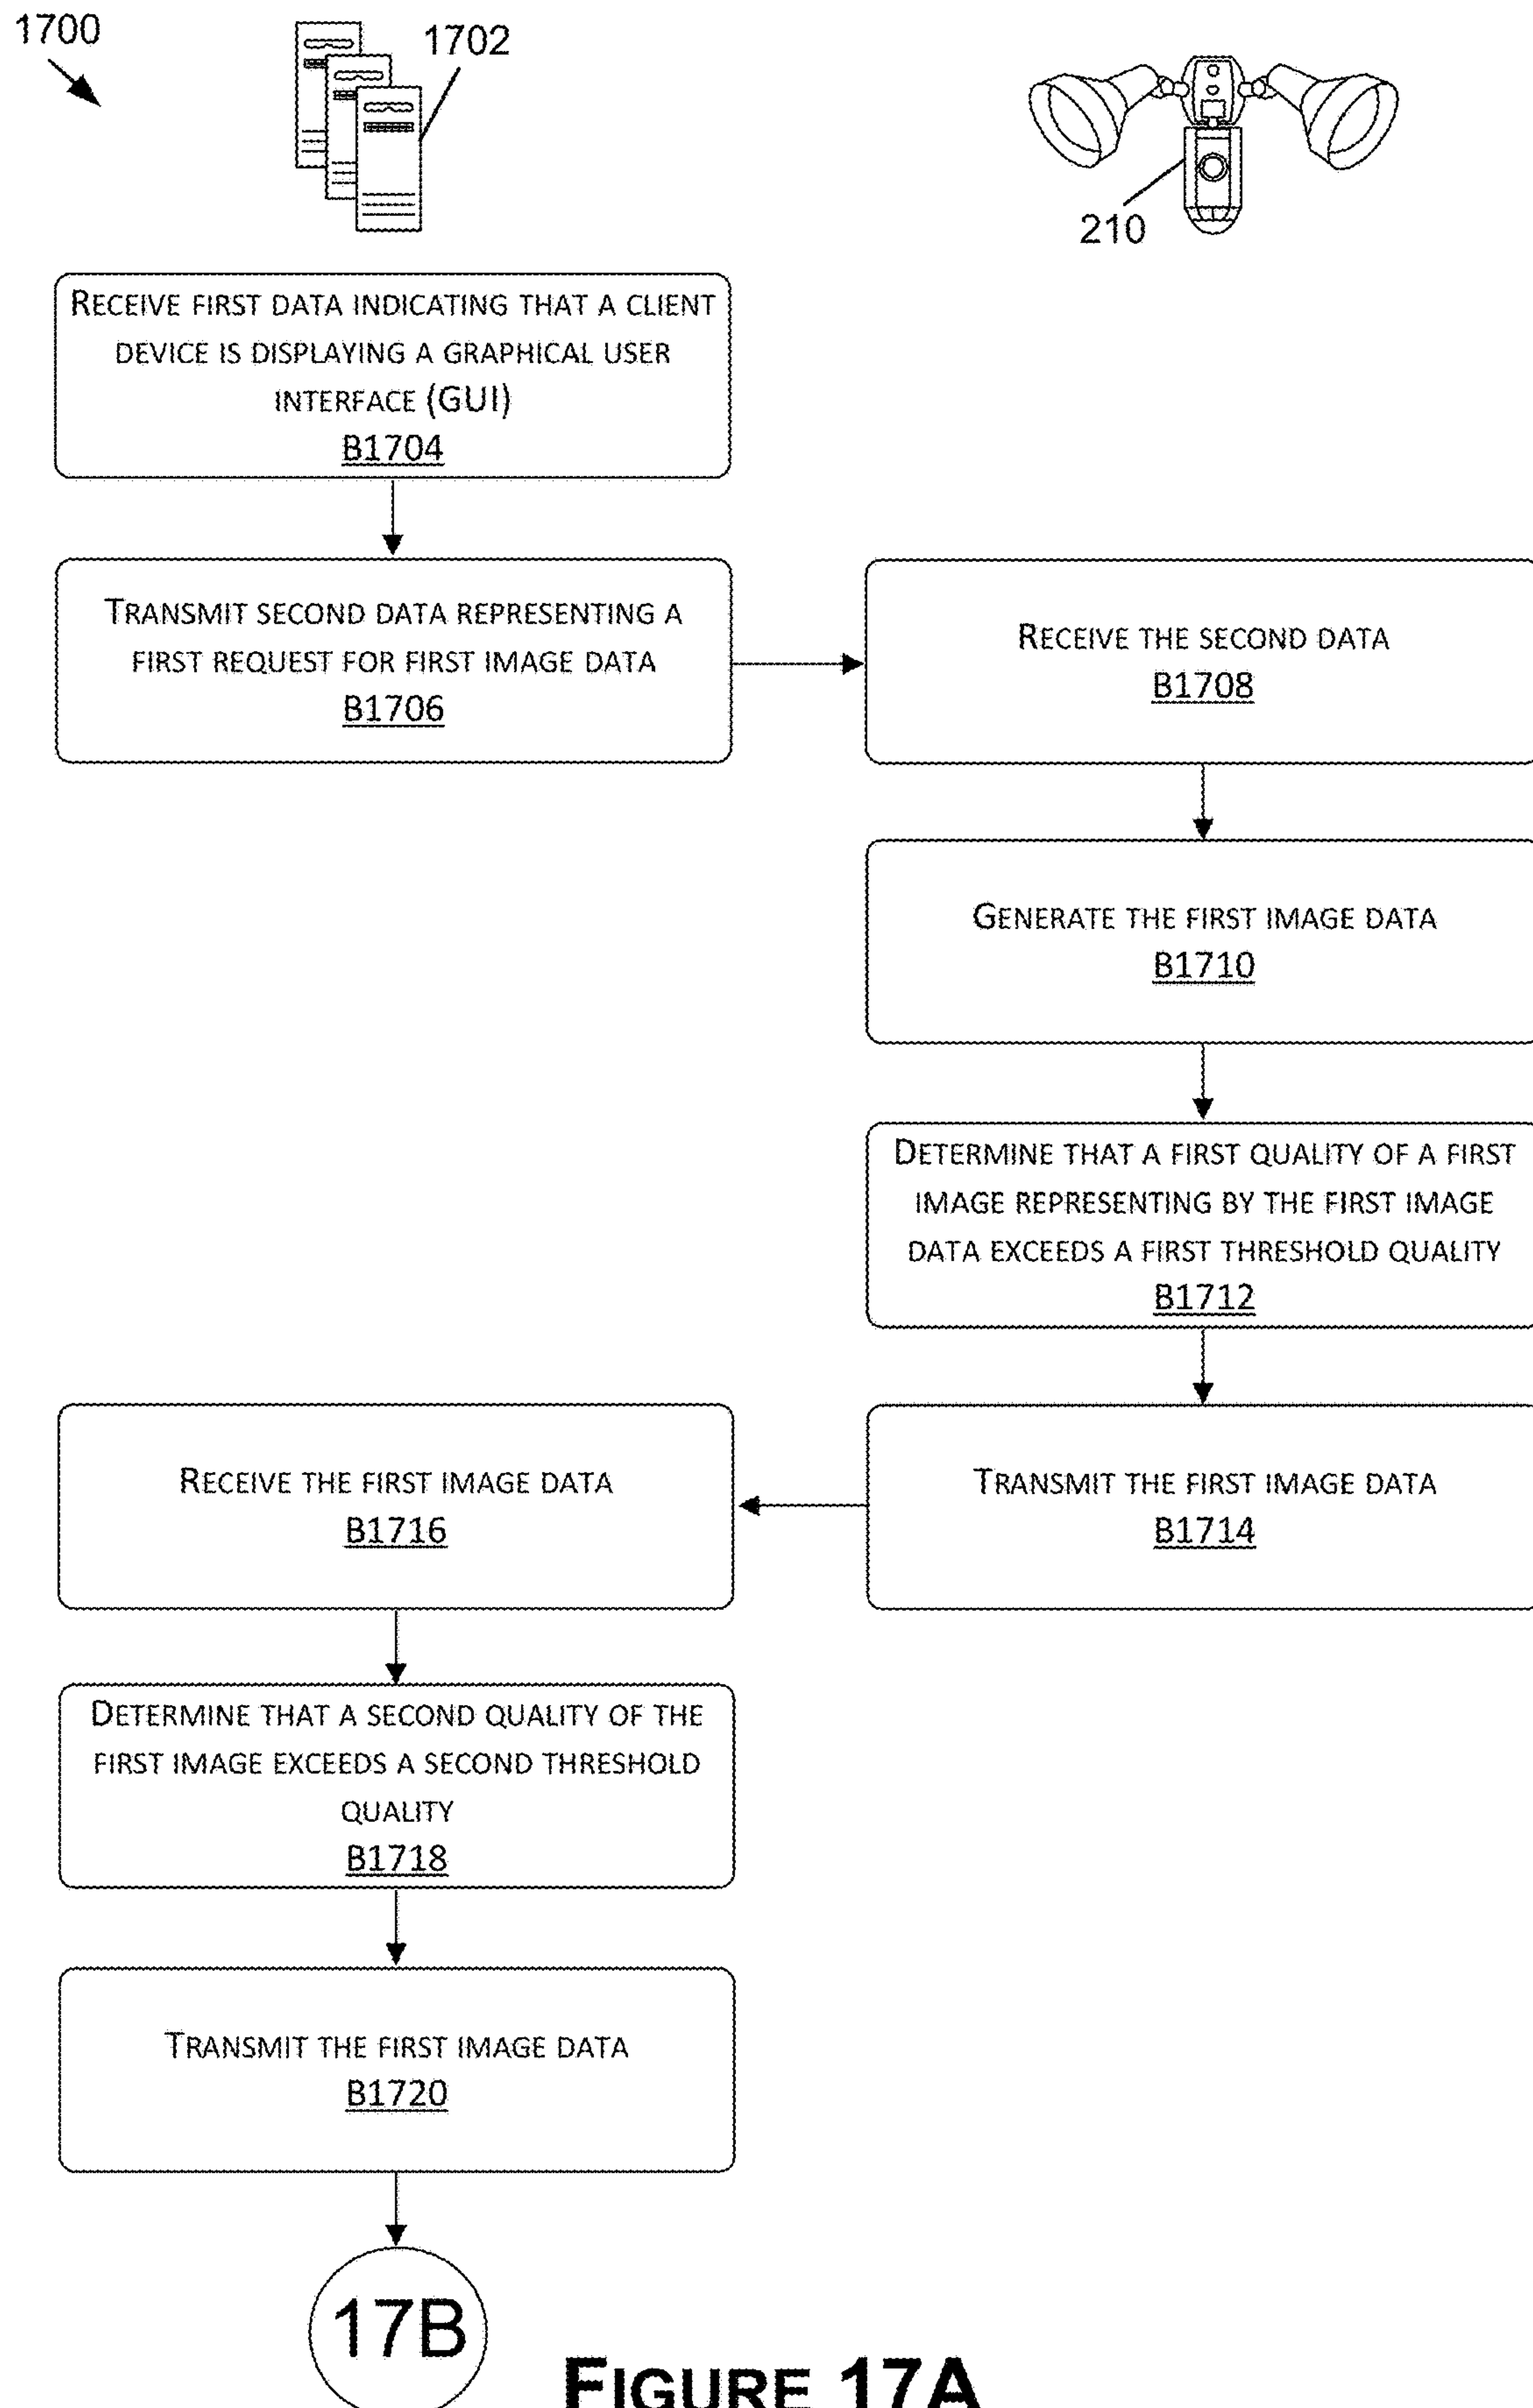 1700
1702
210
RECEIVE FIRST DATA INDICATING THAT A CLIENT
DEVICE IS DISPLAYING A GRAPHICAL USER
INTERFACE (GUI)
B1704
TRANSMIT SECOND DATA REPRESENTING A
FIRST REQUEST FOR FIRST IMAGE DATA
B1706
RECEIVE THE SECOND DATA
B1708
GENERATE THE FIRST IMAGE DATA
B1710
DETERMINE THAT A FIRST QUALITY OF A FIRST
IMAGE REPRESENTING BY THE FIRST IMAGE
DATA EXCEEDS A FIRST THRESHOLD QUALITY
B1712
TRANSMIT THE FIRST IMAGE DATA
B1714
RECEIVE THE FIRST IMAGE DATA
B1716
DETERMINE THAT A SECOND QUALITY OF THE
FIRST IMAGE EXCEEDS A SECOND THRESHOLD
QUALITY
B1718
TRANSMIT THE FIRST IMAGE DATA
B1720
17B
FIGURE 17A